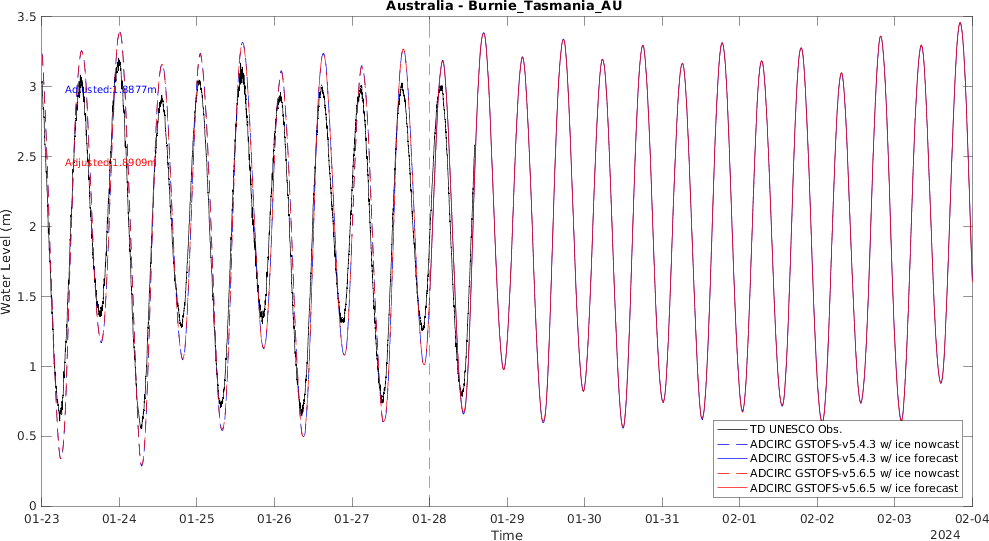 Australia - Burnie_Tasmania_AU
Water Level (m)
3.5
3
2.5
2
1.5
1
0.5
0
Adjusted:1.8877m
Adjusted:1.8909m
TD UNESCO Obs.
ADCIRC GSTOFS-v5.4.3 w/ ice nowcast
ADCIRC GSTOFS-v5.4.3 w/ ice forecast
ADCIRC GSTOFS-v5.6.5 w/ ice nowcast
ADCIRC GSTOFS-v5.6.5 w/ ice forecast
01-23 01-24 01-25 01-26 01-27 01-28 01-29 01-30 01-31 02-01 02-02 02-03 02-04
Time
2024